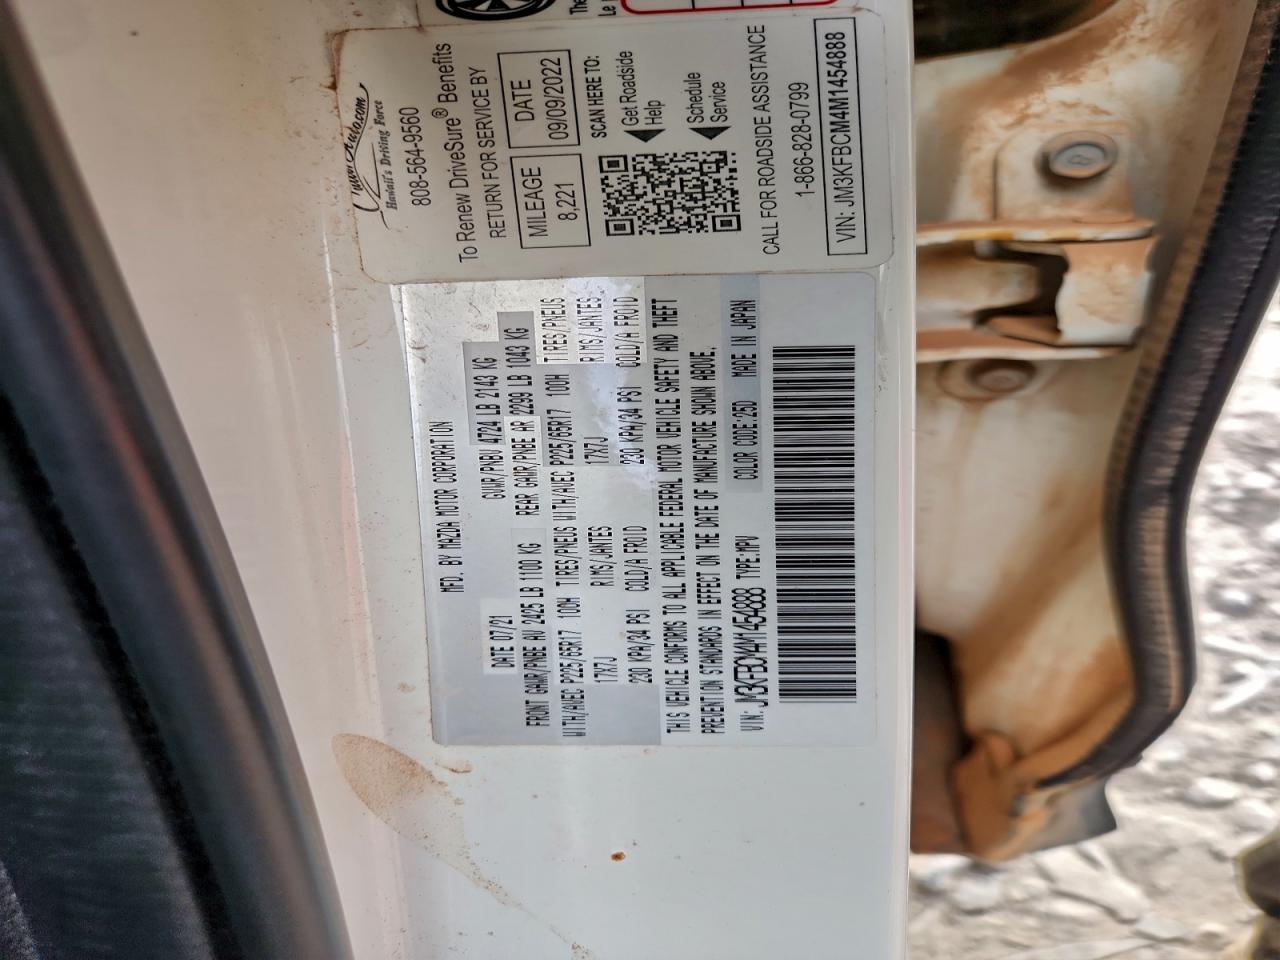 The
Le
Hawaii's Driving Force
808-564-9560
To Renew DriveSure® Benefits
RETURN FOR SERVICE BY
MILEAGE
8,221
DATE
09/09/2022
SCAN HERE TO:
Get Roadside
Help
Schedule
Service
CALL FOR ROADSIDE ASSISTANCE
1-866-828-0799
VIN: JM3KFBCM4M1454888
MFD. BY MAZDA MOTOR CORPORATION
DATE 07/21 GVWR/PNBV 4724 LB 2143 KG
FRONT GAWR/PNBE AV 2425 LB 1100 KG REAR GAWR/PNBE AR 2299 LB 1043 KG
WITH/AVEC P225/65R17 100H TIRES/PNEUS WITH/AVEC P225/65R17 100H TIRES/PNEUS
17X7J RIMS/JANTES 17X7J RIMS/JANTES
230 KPA/34 PSI COLD/A FROID 230 KPA/34 PSI COLD/A FROID
THIS VEHICLE CONFORMS TO ALL APPLICABLE FEDERAL MOTOR VEHICLE SAFETY AND THEFT
PREVENTION STANDARDS IN EFFECT ON THE DATE OF MANUFACTURE SHOWN ABOVE.
VIN: JM3KFBCM4M1454888 TYPE:MPV COLOR CODE:25D MADE IN JAPAN
8